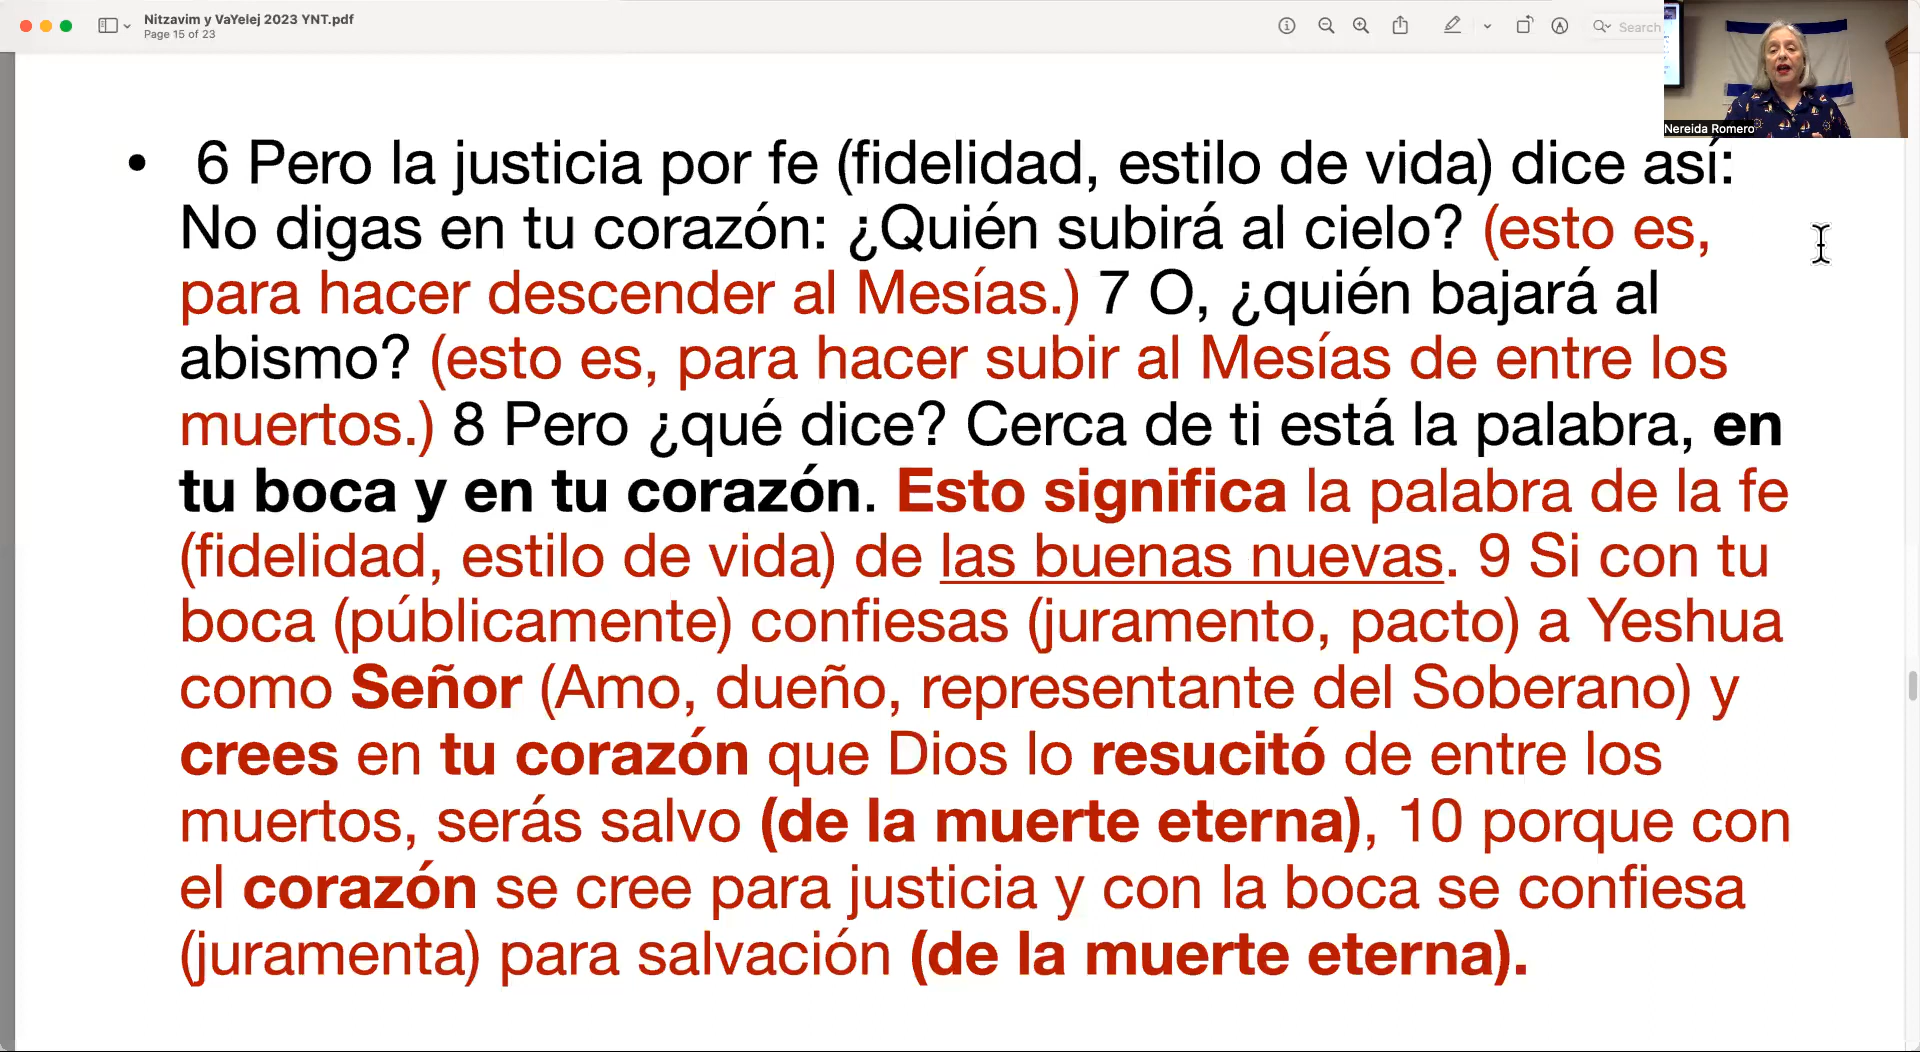 Nitzavim y VaYelej 2023 YNT.pdf
Page 15 of 23
Search
Nereida Romero
• 6 Pero la justicia por fe (fidelidad, estilo de vida) dice así:
No digas en tu corazón: ¿Quién subirá al cielo? (esto es,
para hacer descender al Mesías.) 7 O, ¿quién bajará al
abismo? (esto es, para hacer subir al Mesías de entre los
muertos.) 8 Pero ¿qué dice? Cerca de ti está la palabra, en
tu boca y en tu corazón. Esto significa la palabra de la fe
(fidelidad, estilo de vida) de las buenas nuevas. 9 Si con tu
boca (públicamente) confiesas (juramento, pacto) a Yeshua
como Señor (Amo, dueño, representante del Soberano) y
crees en tu corazón que Dios lo resucitó de entre los
muertos, serás salvo (de la muerte eterna), 10 porque con
el corazón se cree para justicia y con la boca se confiesa
(juramenta) para salvación (de la muerte eterna).